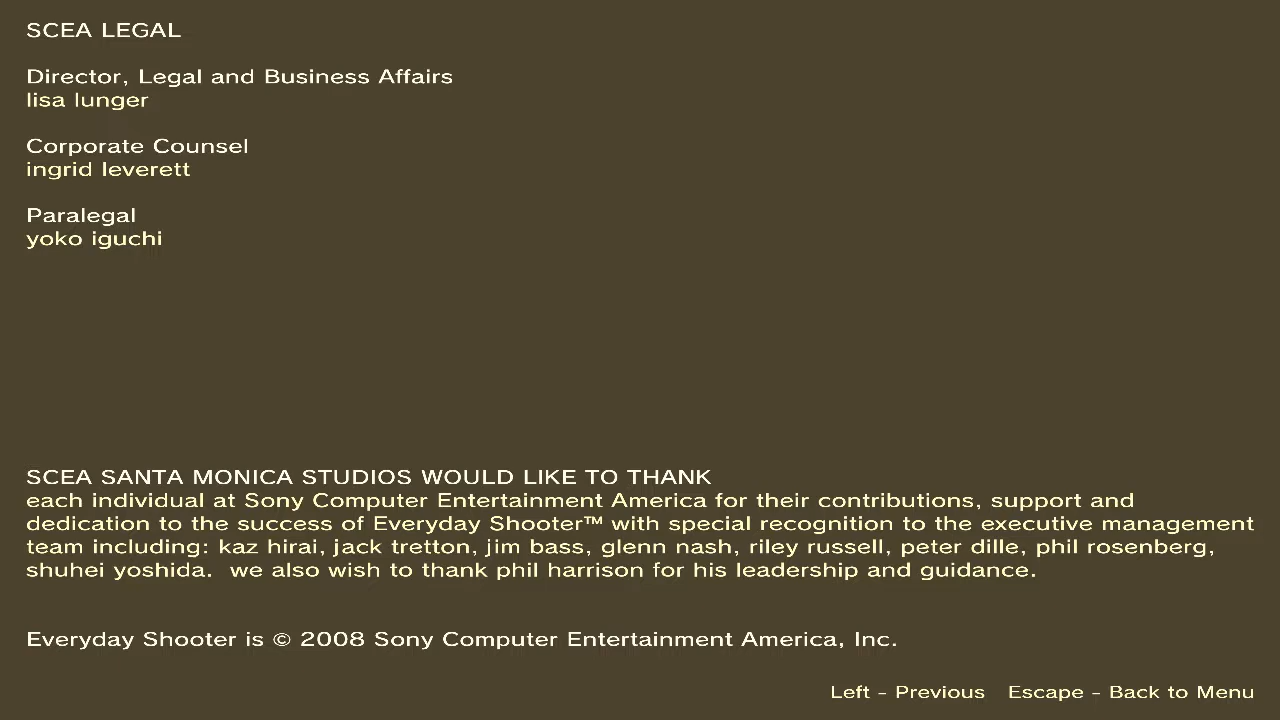 SCEA LEGAL
Director, Legal and Business Affairs
lisa lunger
Corporate Counsel
ingrid leverett
Paralegal
yoko iguchi
SCEA SANTA MONICA STUDIOS WOULD LIKE TO THANK
each individual at Sony Computer Entertainment America for their contributions, support and
dedication to the success of Everyday Shooter™ with special recognition to the executive management
team including: kaz hirai, jack tretton, jim bass, glenn nash, riley russell, peter dille, phil rosenberg,
shuhei yoshida.  we also wish to thank phil harrison for his leadership and guidance.
Everyday Shooter is © 2008 Sony Computer Entertainment America, Inc.
Left - Previous   Escape - Back to Menu